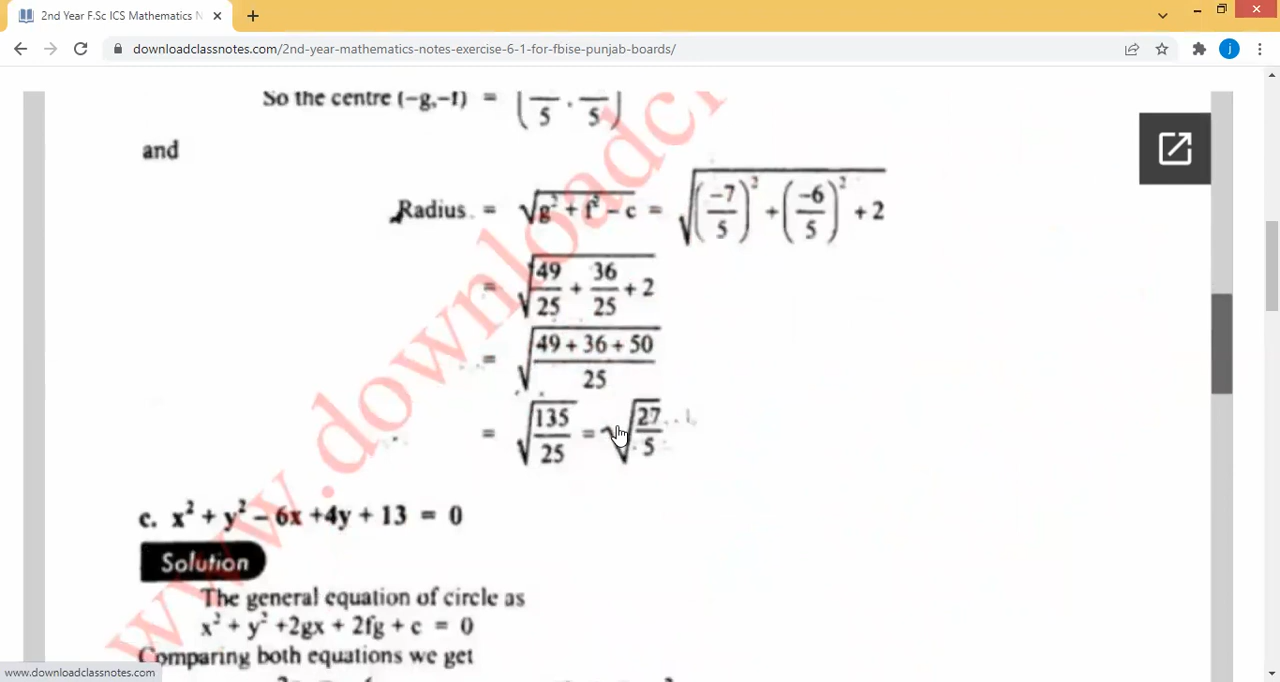 2nd Year F.Sc ICS Mathematics N
downloadclassnotes.com/2nd-year-mathematics-notes-exercise-6-1-for-fbise-punjab-boards/
j
So the centre (−g,−f) = ( /5 . /5 )
and
Radius = √(g² + f² − c) = √((−7/5)² + (−6/5)² + 2)
= √(49/25 + 36/25 + 2)
= √((49 + 36 + 50)/25)
= √(135/25) = √(27/5)
c. x² + y² − 6x +4y + 13 = 0
Solution
The general equation of circle as
x² + y² +2gx + 2fg + c = 0
Comparing both equations we get
www.downloadc
www.downloadclassnotes.com